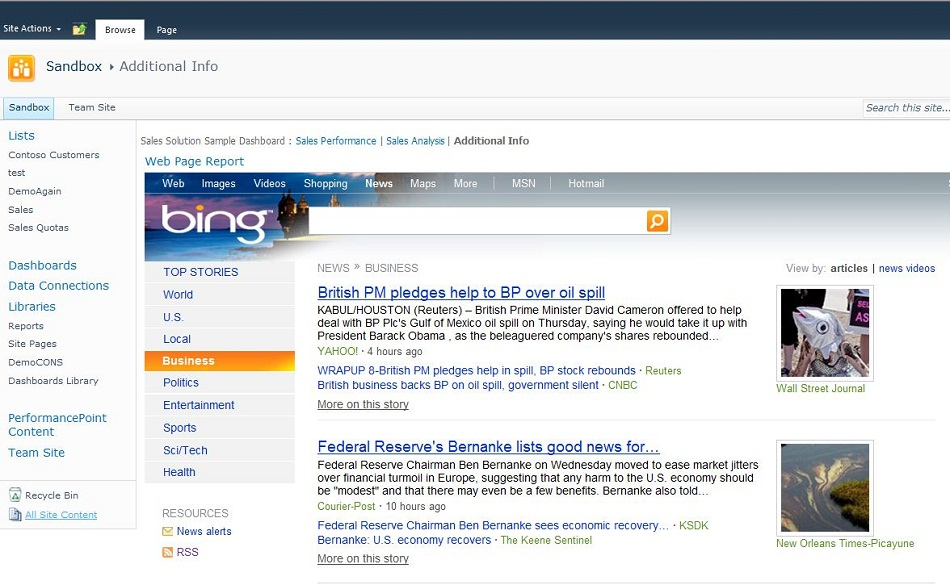 Site Actions
Browse
Page
Sandbox ▸ Additional Info
Sandbox
Team Site
Search this site...
Lists
Contoso Customers
test
DemoAgain
Sales
Sales Quotas
Dashboards
Data Connections
Libraries
Reports
Site Pages
DemoCONS
Dashboards Library
PerformancePoint
Content
Team Site
Recycle Bin
All Site Content
Sales Solution Sample Dashboard : Sales Performance | Sales Analysis | Additional Info
Web Page Report
Web Images Videos Shopping News Maps More | MSN | Hotmail
bing™
TOP STORIES
World
U.S.
Local
Business
Politics
Entertainment
Sports
Sci/Tech
Health
RESOURCES
News alerts
RSS
NEWS » BUSINESS
View by: articles | news videos
British PM pledges help to BP over oil spill
KABUL/HOUSTON (Reuters) – British Prime Minister David Cameron offered to help
deal with BP Plc's Gulf of Mexico oil spill on Thursday, saying he would take it up with
President Barack Obama , as the beleaguered company's shares rebounded…
YAHOO! · 4 hours ago
WRAPUP 8-British PM pledges help in spill, BP stock rebounds · Reuters
British business backs BP on oil spill, government silent · CNBC
More on this story
SEI
AS
Wall Street Journal
Federal Reserve's Bernanke lists good news for…
Federal Reserve Chairman Ben Bernanke on Wednesday moved to ease market jitters
over financial turmoil in Europe, suggesting that any harm to the U.S. economy should
be "modest" and that there may even be a few benefits. Bernanke also told…
Courier-Post · 10 hours ago
Federal Reserve Chairman Ben Bernanke sees economic recovery… · KSDK
Bernanke: U.S. economy recovers · The Keene Sentinel
More on this story
New Orleans Times-Picayune